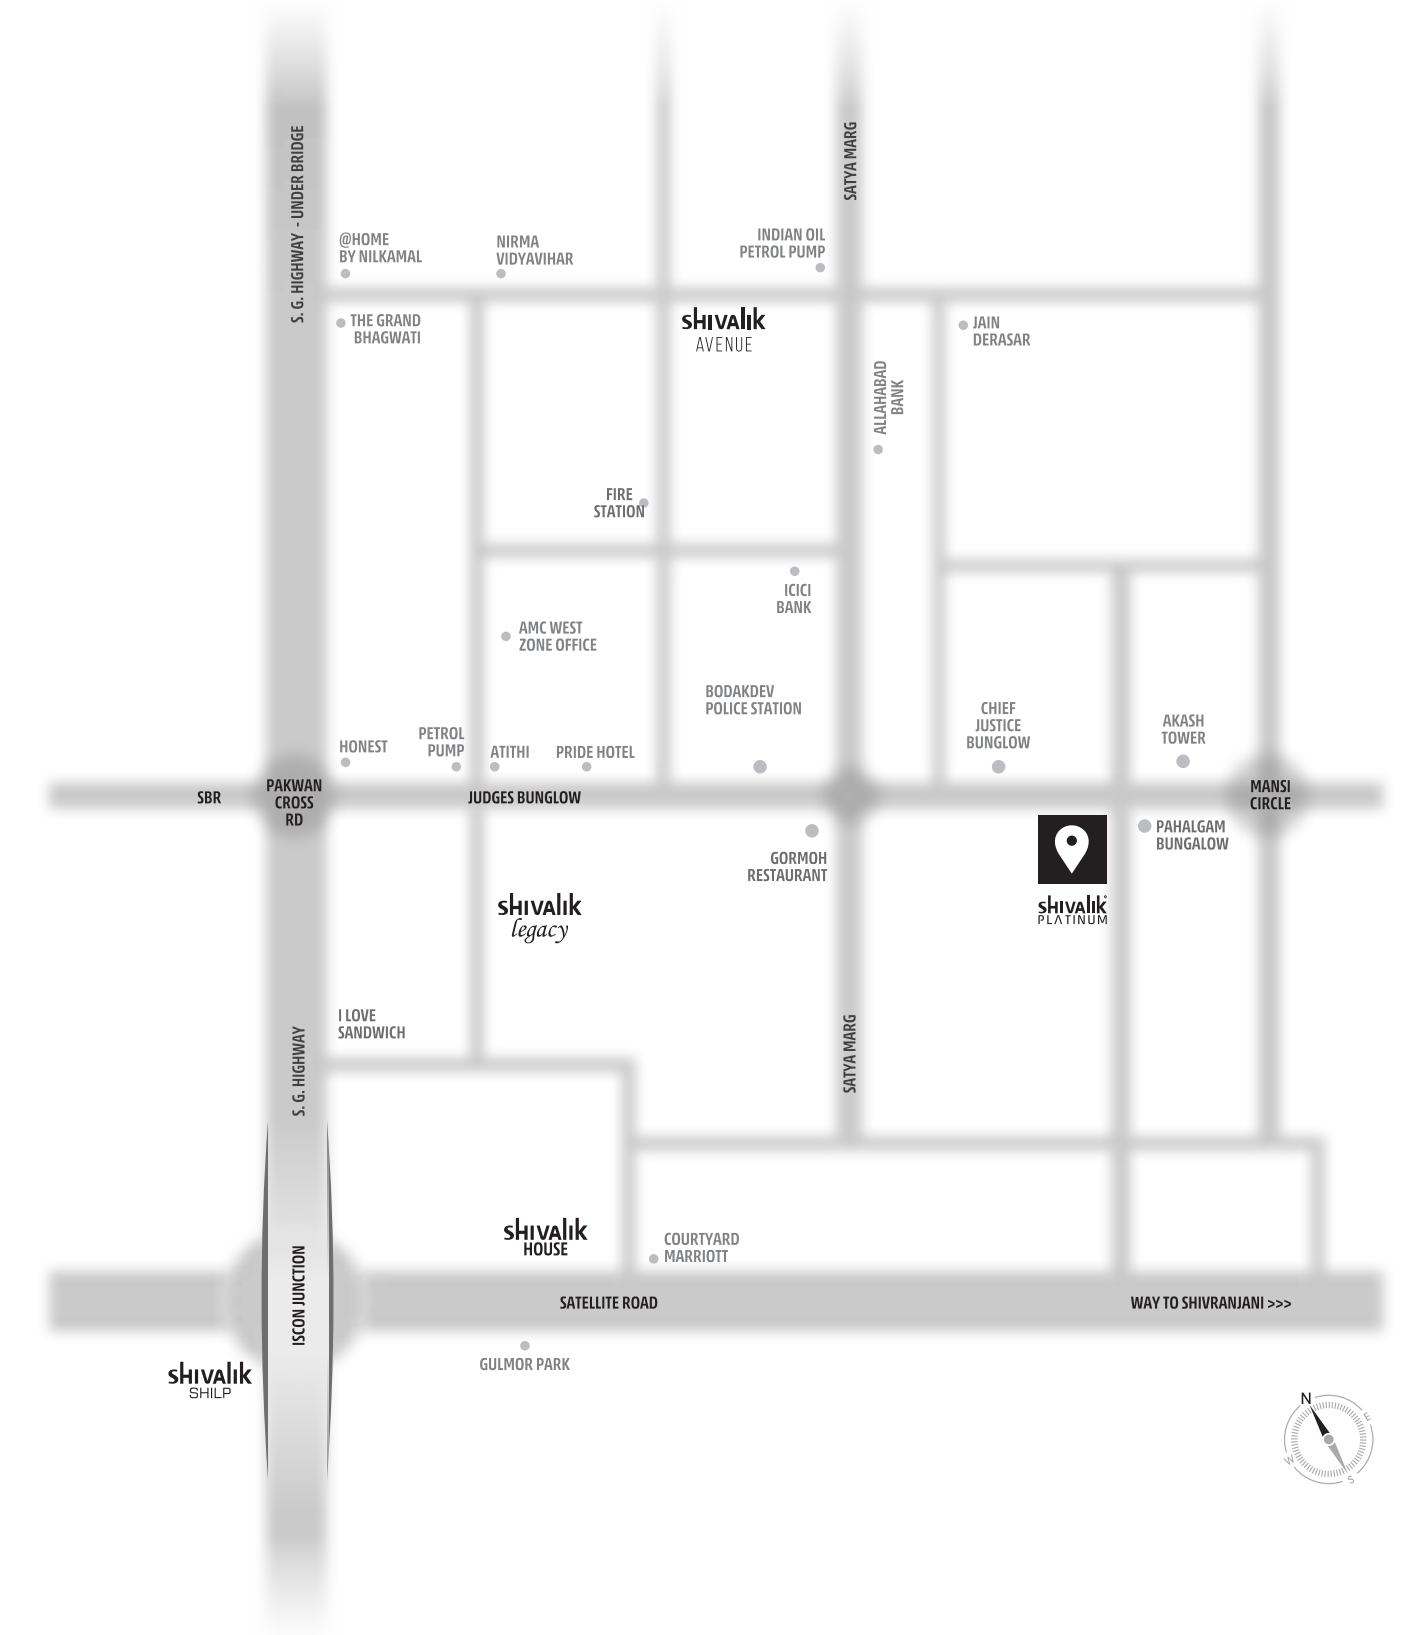 S. G. HIGHWAY - UNDER BRIDGE
SATYA MARG
@HOME
BY NILKAMAL
NIRMA
VIDYAVIHAR
INDIAN OIL
PETROL PUMP
THE GRAND
BHAGWATI
SHIVALIK
AVENUE
JAIN
DERASAR
ALLAHABAD
BANK
FIRE
STATION
ICICI
BANK
AMC WEST
ZONE OFFICE
BODAKDEV
POLICE STATION
CHIEF
JUSTICE
BUNGLOW
AKASH
TOWER
HONEST
PETROL
PUMP
ATITHI
PRIDE HOTEL
SBR
PAKWAN
CROSS
RD
JUDGES BUNGLOW
MANSI
CIRCLE
PAHALGAM
BUNGALOW
GORMOH
RESTAURANT
SHIVALIK
legacy
SHIVALIK
PLATINUM
I LOVE
SANDWICH
S. G. HIGHWAY
SATYA MARG
SHIVALIK
HOUSE
COURTYARD
MARRIOTT
ISCON JUNCTION
SATELLITE ROAD
WAY TO SHIVRANJANI >>>
GULMOR PARK
SHIVALIK
SHILP
N
E
W
S